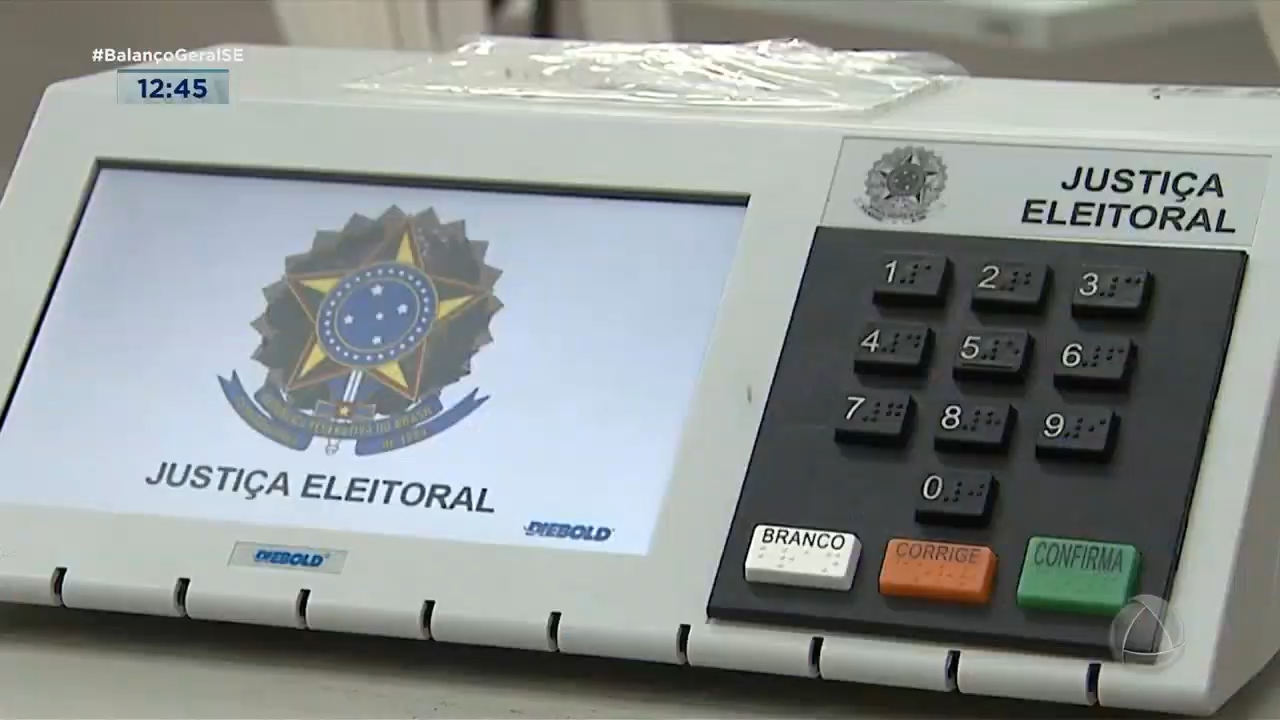 #BalançoGeralSE
12:45
JUSTIÇA
ELEITORAL
1
2
3
4
5
6
7
8
9
0
BRANCO
CORRIGE
CONFIRMA
JUSTIÇA ELEITORAL
DIEBOLD
DIEBOLD